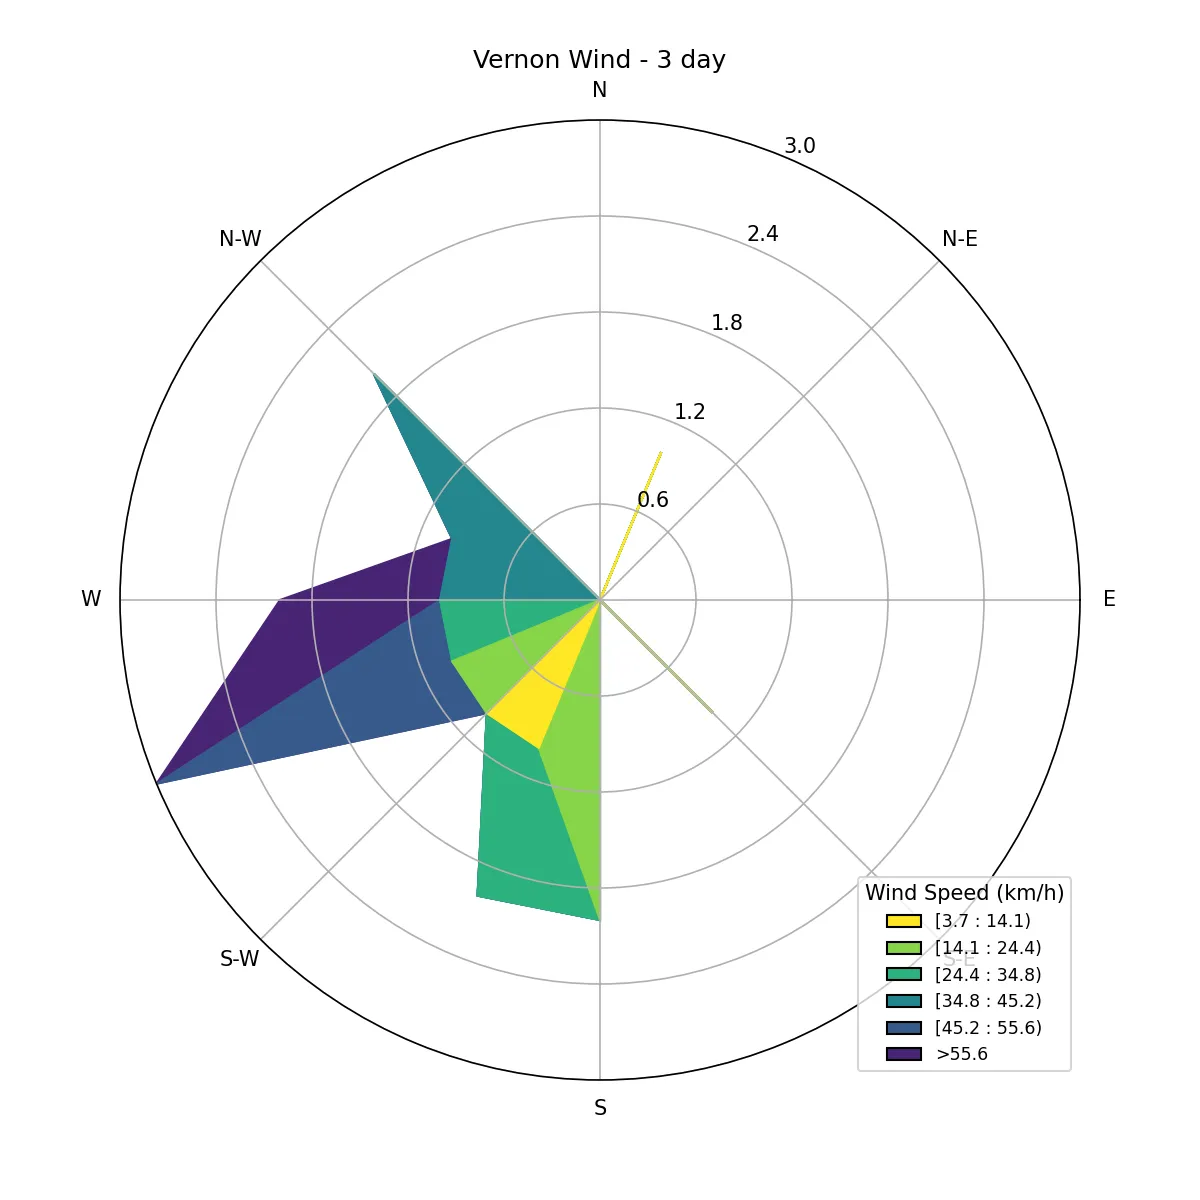 Vernon Wind - 3 day
N
3.0
N-W
2.4
N-E
1.8
1.2
0.6
W
E
S-W
S-E
S
Wind Speed (km/h)
[3.7 : 14.1)
[14.1 : 24.4)
[24.4 : 34.8)
[34.8 : 45.2)
[45.2 : 55.6)
>55.6